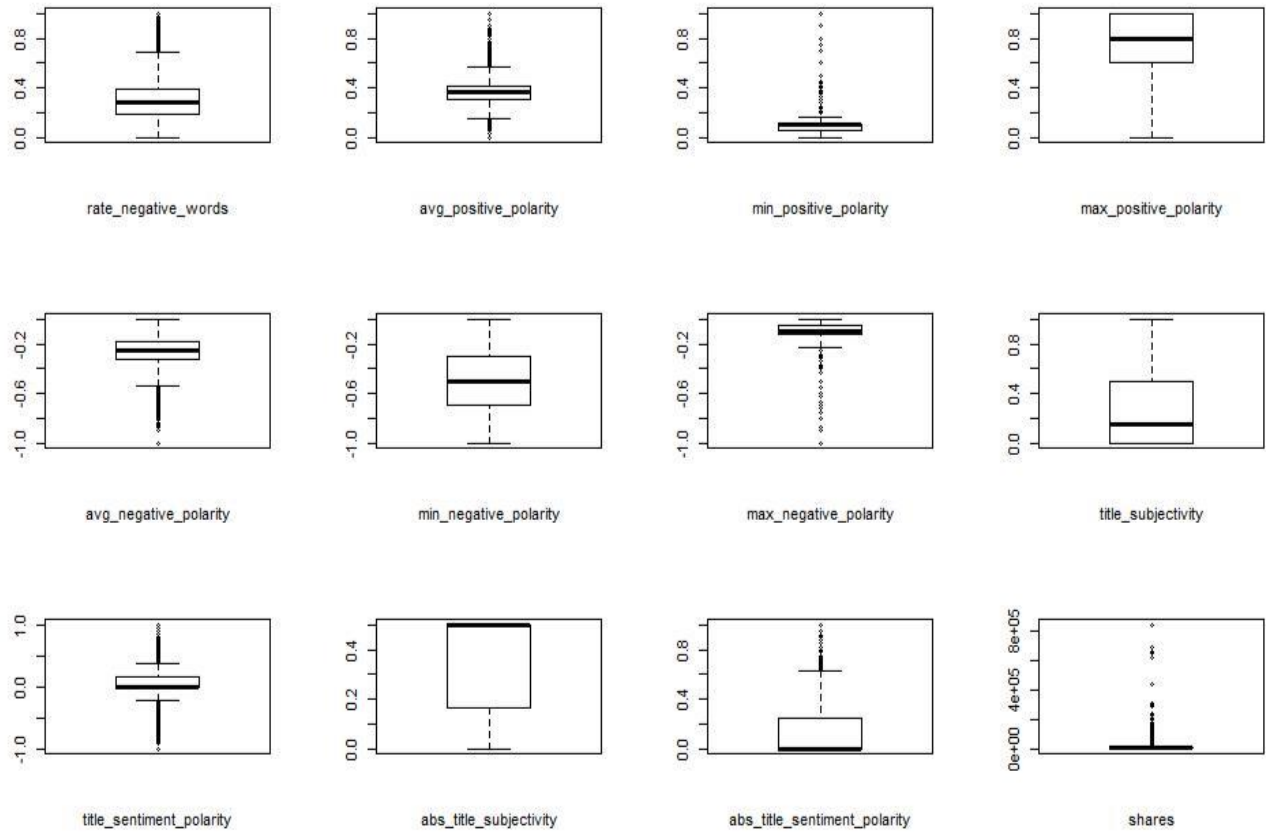 0.0 0.4 0.8
rate_negative_words
0.0 0.4 0.8
avg_positive_polarity
0.0 0.4 0.8
min_positive_polarity
0.0 0.4 0.8
max_positive_polarity
-1.0 -0.6 -0.2
avg_negative_polarity
-1.0 -0.6 -0.2
min_negative_polarity
-1.0 -0.6 -0.2
max_negative_polarity
0.0 0.4 0.8
title_subjectivity
-1.0 0.0 1.0
title_sentiment_polarity
0.0 0.2 0.4
abs_title_subjectivity
0.0 0.4 0.8
abs_title_sentiment_polarity
0e+00 4e+05 8e+05
shares